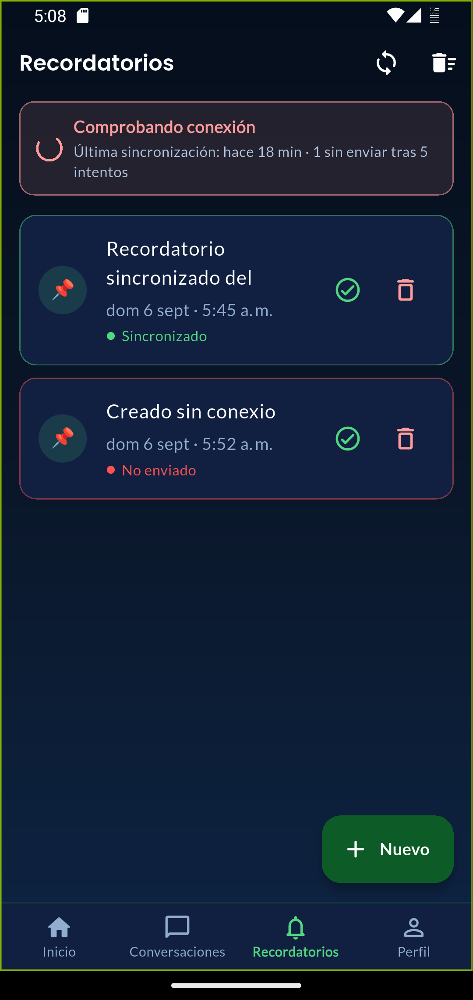 5:08
Recordatorios
Comprobando conexión
Última sincronización: hace 18 min · 1 sin enviar tras 5
intentos
Recordatorio
sincronizado del
dom 6 sept · 5:45 a. m.
Sincronizado
Creado sin conexio
dom 6 sept · 5:52 a. m.
No enviado
Nuevo
Inicio
Conversaciones
Recordatorios
Perfil